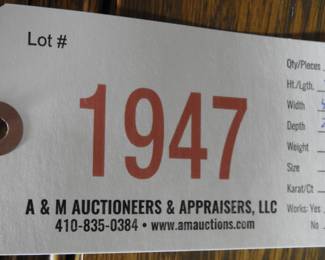 Lot #
1947
A & M AUCTIONEERS & APPRAISERS, LLC
410-835-0384 • www.amauctions.com
Qty/Pieces
Ht./Lgth.
Width
Depth
Weight
Size
Karat/Ct
Works: Yes
No